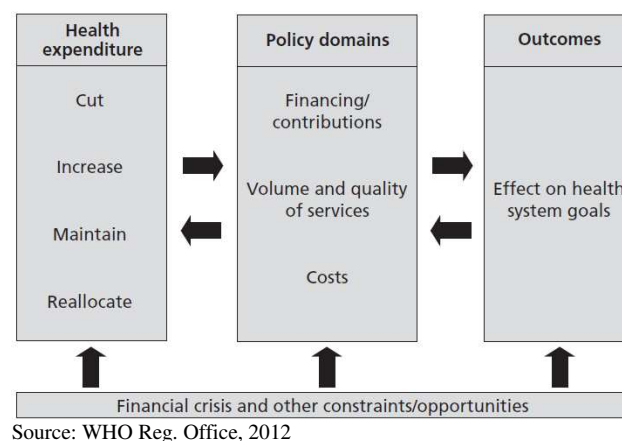 Health
expenditure
Cut
Increase
Maintain
Reallocate
Policy domains
Financing/
contributions
Volume and quality
of services
Costs
Outcomes
Effect on health
system goals
Financial crisis and other constraints/opportunities
Source: WHO Reg. Office, 2012